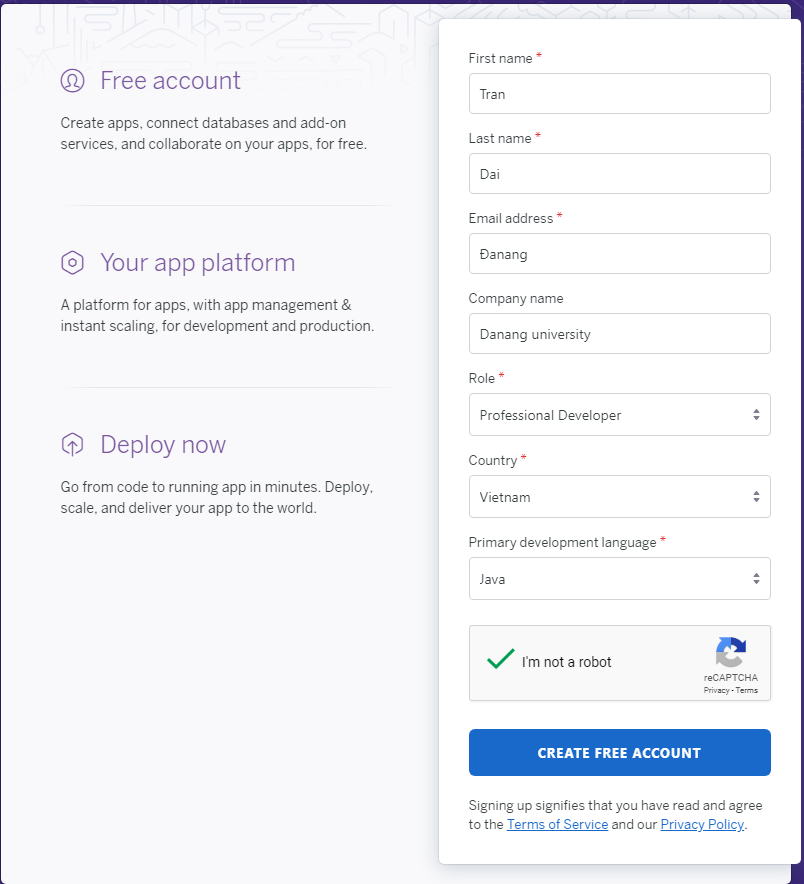 Free account
Create apps, connect databases and add-on
services, and collaborate on your apps, for free.
Your app platform
A platform for apps, with app management &
instant scaling, for development and production.
Deploy now
Go from code to running app in minutes. Deploy,
scale, and deliver your app to the world.
First name *
Tran
Last name *
Dai
Email address *
Đanang
Company name
Danang university
Role *
Professional Developer
Country *
Vietnam
Primary development language *
Java
I'm not a robot
reCAPTCHA
Privacy - Terms
CREATE FREE ACCOUNT
Signing up signifies that you have read and agree
to the Terms of Service and our Privacy Policy.